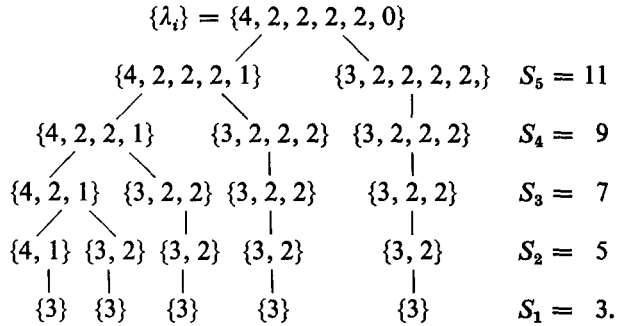 {λᵢ} = {4, 2, 2, 2, 2, 0}
{4, 2, 2, 2, 1} {3, 2, 2, 2, 2,} S₅ = 11
{4, 2, 2, 1} {3, 2, 2, 2} {3, 2, 2, 2} S₄ = 9
{4, 2, 1} {3, 2, 2} {3, 2, 2} {3, 2, 2} S₃ = 7
{4, 1} {3, 2} {3, 2} {3, 2} {3, 2} S₂ = 5
{3} {3} {3} {3} {3} S₁ = 3.